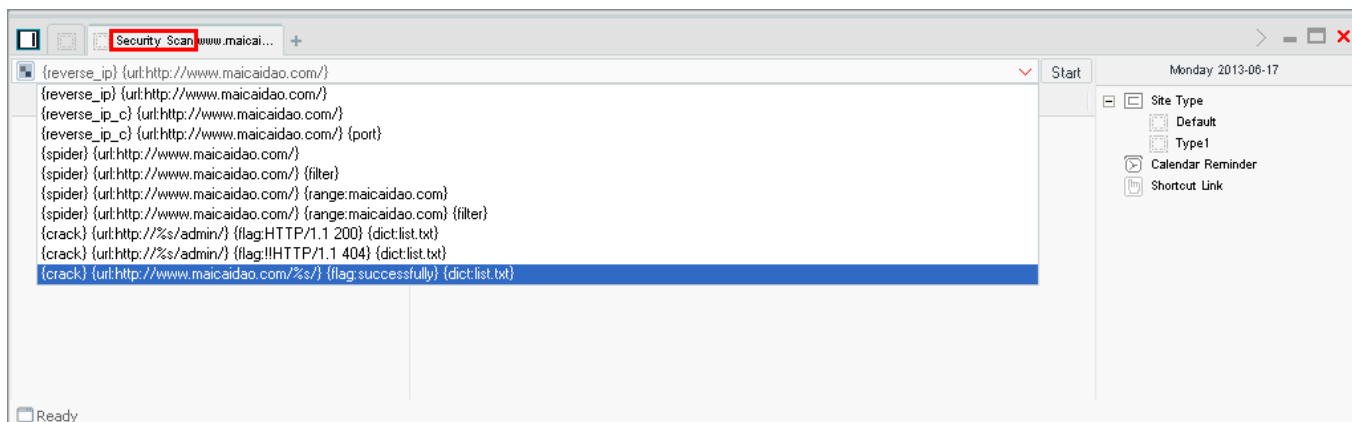 Security Scan www.maicai... +
{reverse_ip} {url:http://www.maicaidao.com/} Start Monday 2013-06-17
{reverse_ip} {url:http://www.maicaidao.com/}
{reverse_ip_c} {url:http://www.maicaidao.com/}
{reverse_ip_c} {url:http://www.maicaidao.com/} {port}
{spider} {url:http://www.maicaidao.com/}
{spider} {url:http://www.maicaidao.com/} {filter}
{spider} {url:http://www.maicaidao.com/} {range:maicaidao.com}
{spider} {url:http://www.maicaidao.com/} {range:maicaidao.com} {filter}
{crack} {url:http://%s/admin/} {flag:HTTP/1.1 200} {dict:list.txt}
{crack} {url:http://%s/admin/} {flag:!!HTTP/1.1 404} {dict:list.txt}
{crack} {url:http://www.maicaidao.com/%s/} {flag:successfully} {dict:list.txt}
Site Type
Default
Type1
Calendar Reminder
Shortcut Link
Ready